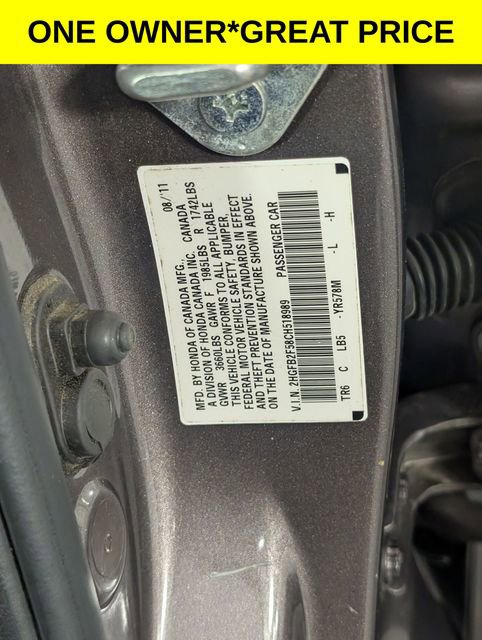 ONE OWNER*GREAT PRICE
MFD. BY HONDA OF CANADA MFG., 08/11
A DIVISION OF HONDA CANADA INC. CANADA
GVWR 3660LBS GAWR F 1985LBS R 1742LBS
THIS VEHICLE CONFORMS TO ALL APPLICABLE
FEDERAL MOTOR VEHICLE SAFETY, BUMPER,
AND THEFT PREVENTION STANDARDS IN EFFECT
ON THE DATE OF MANUFACTURE SHOWN ABOVE.
V.I.N. 2HGFB2F58CH518989 PASSENGER CAR
TR6 C LB5 -YR578M -L -H